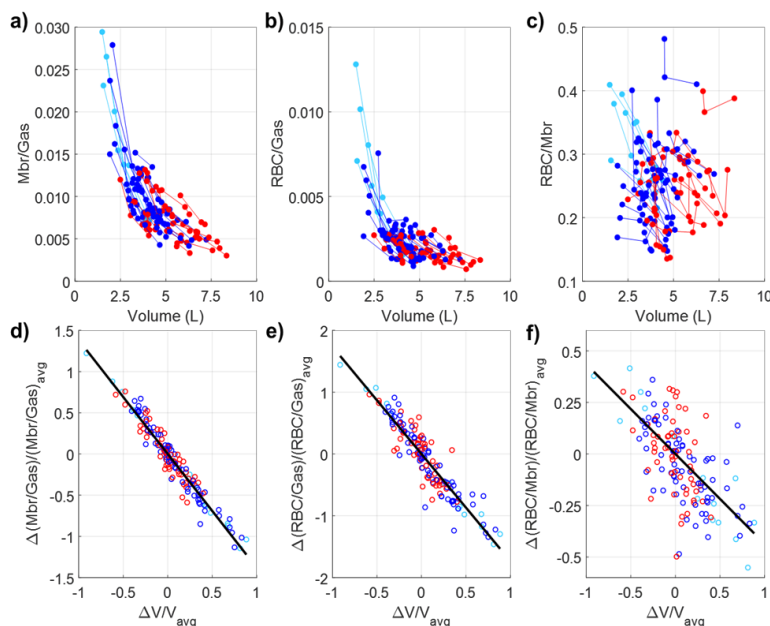 a)
Mbr/Gas
0.030
0.025
0.020
0.015
0.010
0.005
0
0 2.5 5 7.5 10
Volume (L)
b)
RBC/Gas
0.015
0.010
0.005
0
0 2.5 5 7.5 10
Volume (L)
c)
RBC/Mbr
0.5
0.4
0.3
0.2
0.1
0 2.5 5 7.5 10
Volume (L)
d)
Δ(Mbr/Gas)/(Mbr/Gas)avg
1.5
1
0.5
0
-0.5
-1
-1.5
-1 -0.5 0 0.5 1
ΔV/Vavg
e)
Δ(RBC/Gas)/(RBC/Gas)avg
2
1
0
-1
-2
-1 -0.5 0 0.5 1
ΔV/Vavg
f)
Δ(RBC/Mbr)/(RBC/Mbr)avg
0.5
0.25
0
-0.25
-0.5
-1 -0.5 0 0.5 1
ΔV/Vavg